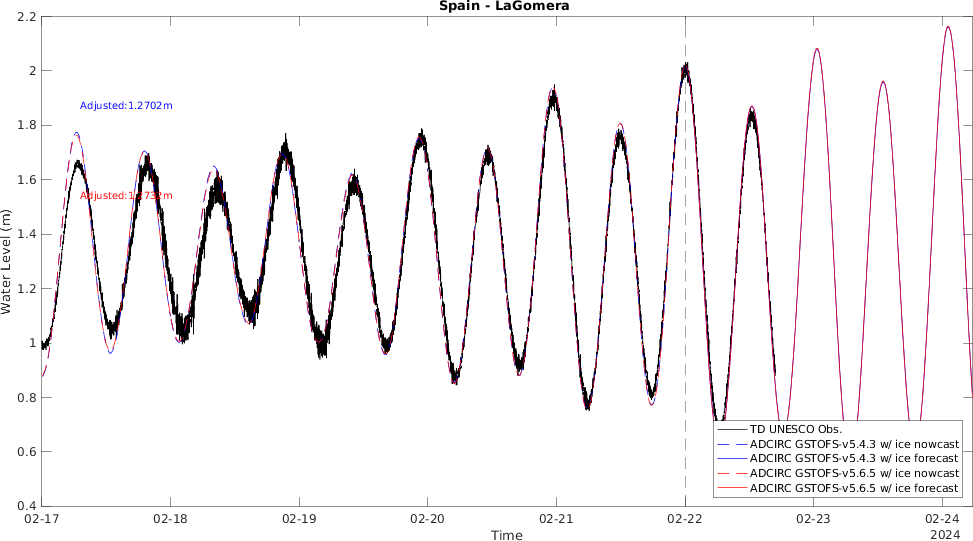 Spain - LaGomera
2.2
2
1.8
1.6
1.4
1.2
1
0.8
0.6
0.4
Water Level (m)
Adjusted:1.2702m
Adjusted:1.2732m
TD UNESCO Obs.
ADCIRC GSTOFS-v5.4.3 w/ ice nowcast
ADCIRC GSTOFS-v5.4.3 w/ ice forecast
ADCIRC GSTOFS-v5.6.5 w/ ice nowcast
ADCIRC GSTOFS-v5.6.5 w/ ice forecast
02-17 02-18 02-19 02-20 02-21 02-22 02-23 02-24
Time
2024